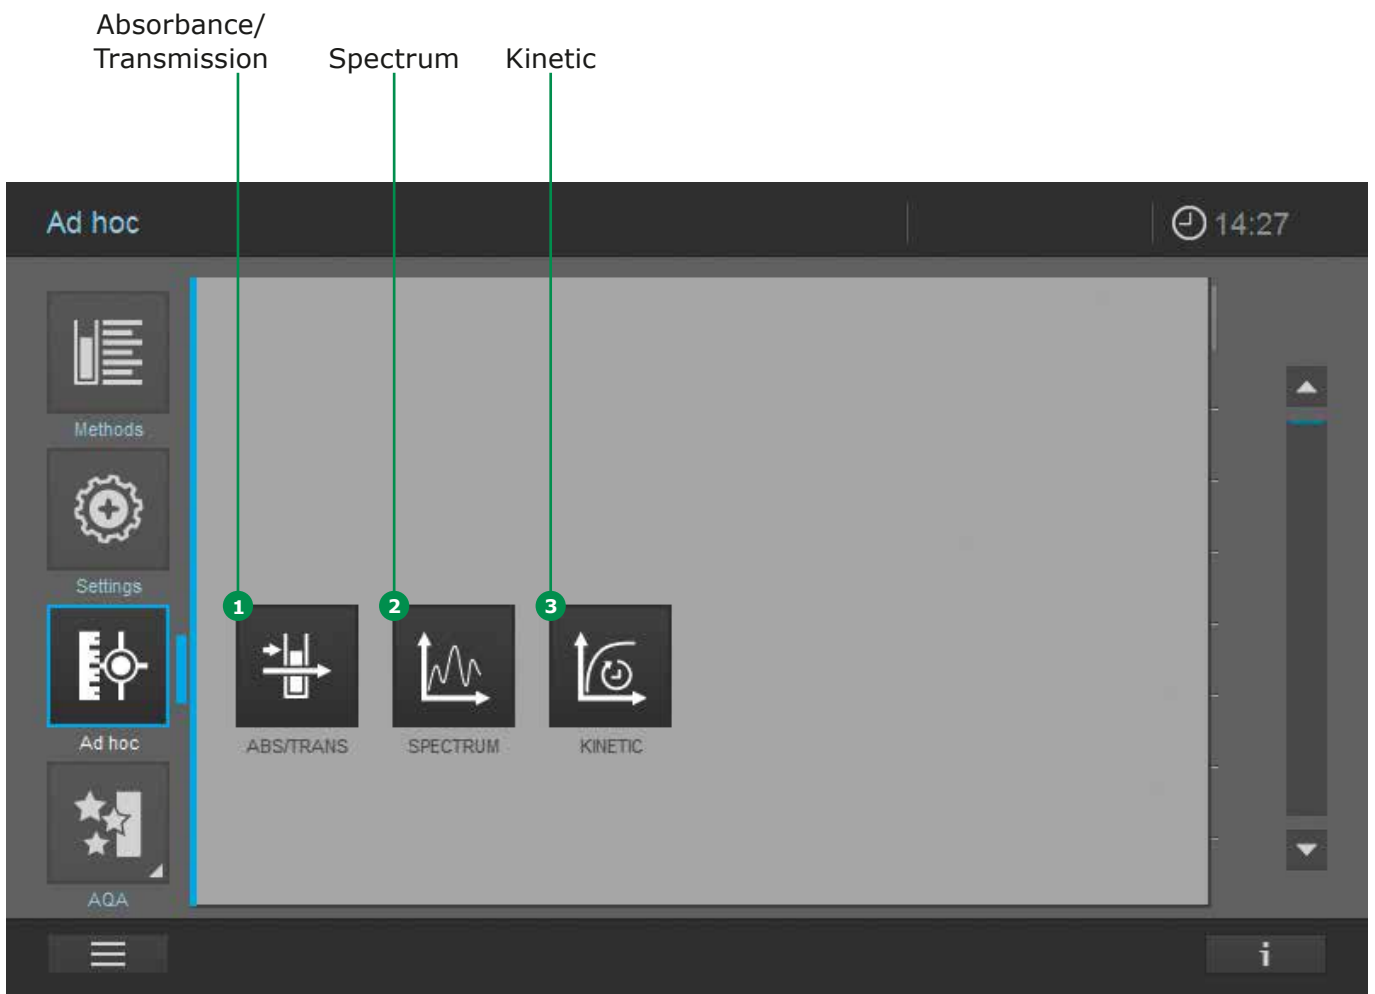 Absorbance/
Transmission
Spectrum
Kinetic
Ad hoc
14:27
Methods
Settings
Ad hoc
AQA
1
2
3
ABS/TRANS
SPECTRUM
KINETIC
i